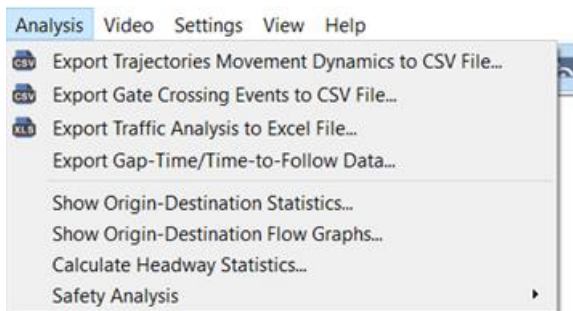 Analysis Video Settings View Help
CSV Export Trajectories Movement Dynamics to CSV File...
CSV Export Gate Crossing Events to CSV File...
XLS Export Traffic Analysis to Excel File...
Export Gap-Time/Time-to-Follow Data...
Show Origin-Destination Statistics...
Show Origin-Destination Flow Graphs...
Calculate Headway Statistics...
Safety Analysis